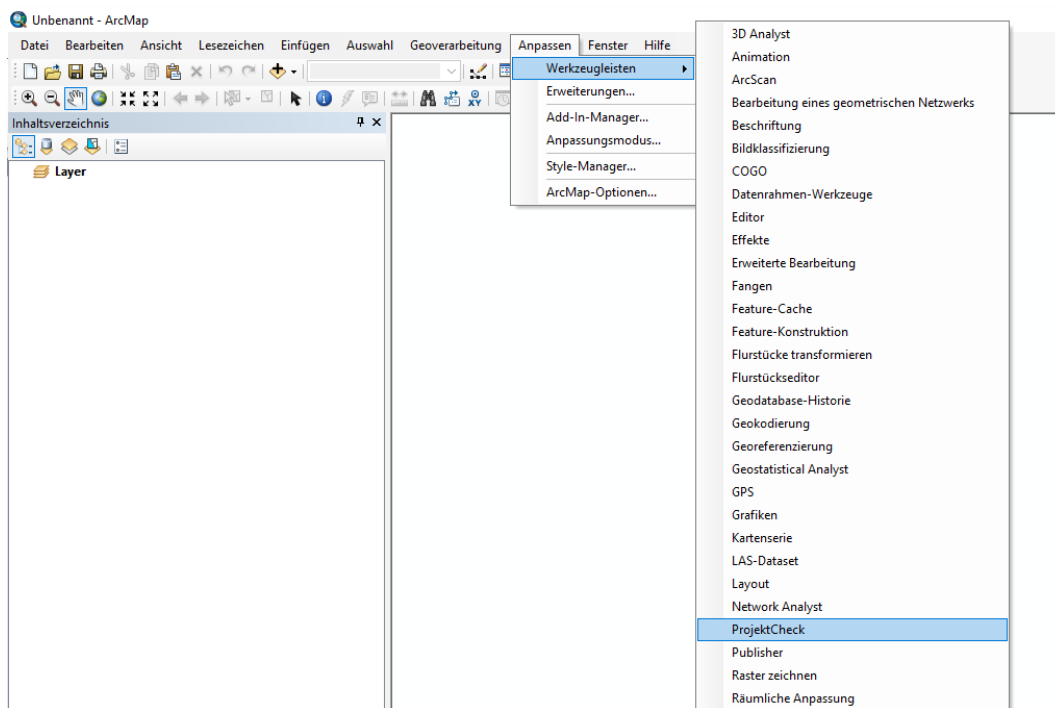 Unbenannt - ArcMap
Datei Bearbeiten Ansicht Lesezeichen Einfügen Auswahl Geoverarbeitung Anpassen Fenster Hilfe
Inhaltsverzeichnis
Layer
Werkzeugleisten
Erweiterungen...
Add-In-Manager...
Anpassungsmodus...
Style-Manager...
ArcMap-Optionen...
3D Analyst
Animation
ArcScan
Bearbeitung eines geometrischen Netzwerks
Beschriftung
Bildklassifizierung
COGO
Datenrahmen-Werkzeuge
Editor
Effekte
Erweiterte Bearbeitung
Fangen
Feature-Cache
Feature-Konstruktion
Flurstücke transformieren
Flurstückseditor
Geodatabase-Historie
Geokodierung
Georeferenzierung
Geostatistical Analyst
GPS
Grafiken
Kartenserie
LAS-Dataset
Layout
Network Analyst
ProjektCheck
Publisher
Raster zeichnen
Räumliche Anpassung